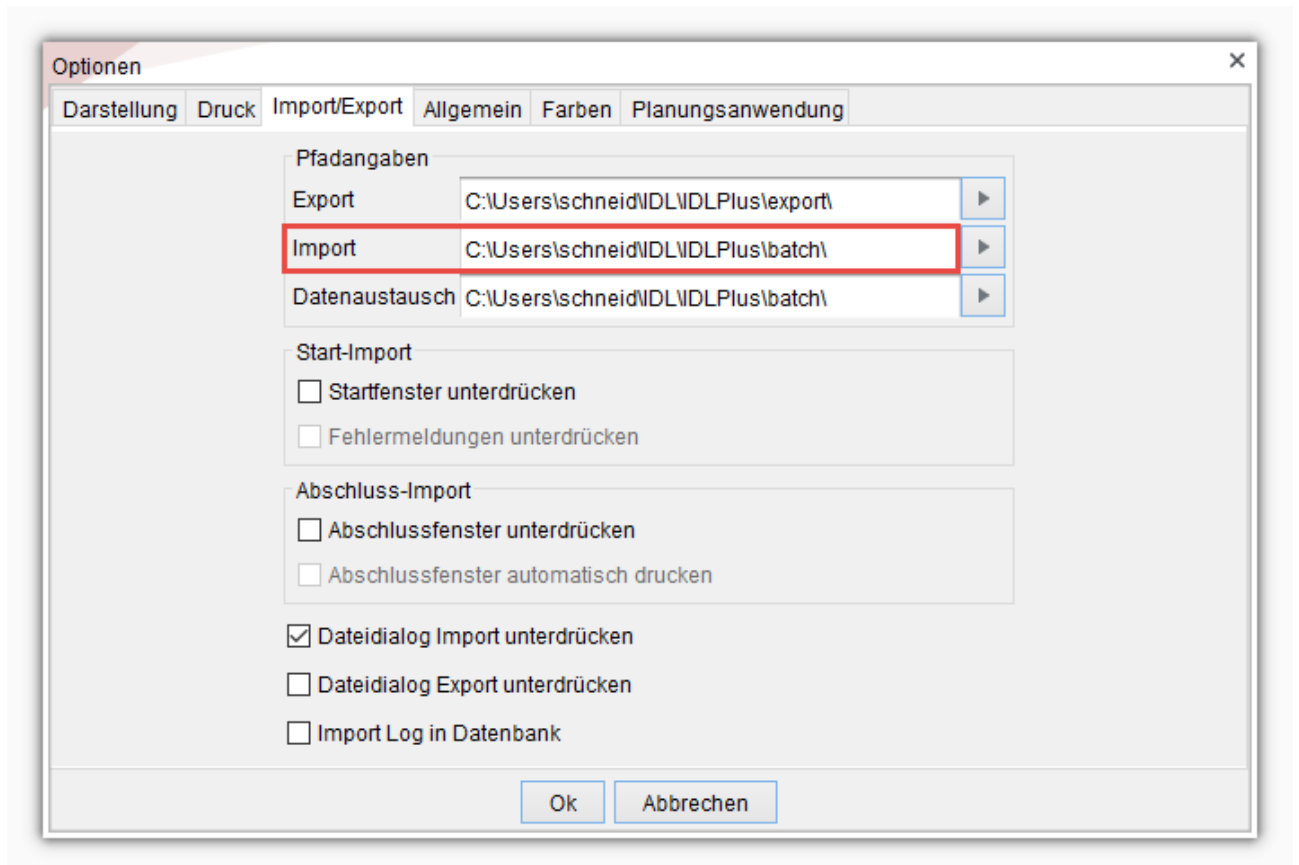 Optionen
Darstellung Druck Import/Export Allgemein Farben Planungsanwendung
Pfadangaben
Export C:\Users\schneid\IDL\IDLPlus\export\
Import C:\Users\schneid\IDL\IDLPlus\batch\
Datenaustausch C:\Users\schneid\IDL\IDLPlus\batch\
Start-Import
Startfenster unterdrücken
Fehlermeldungen unterdrücken
Abschluss-Import
Abschlussfenster unterdrücken
Abschlussfenster automatisch drucken
Dateidialog Import unterdrücken
Dateidialog Export unterdrücken
Import Log in Datenbank
Ok Abbrechen